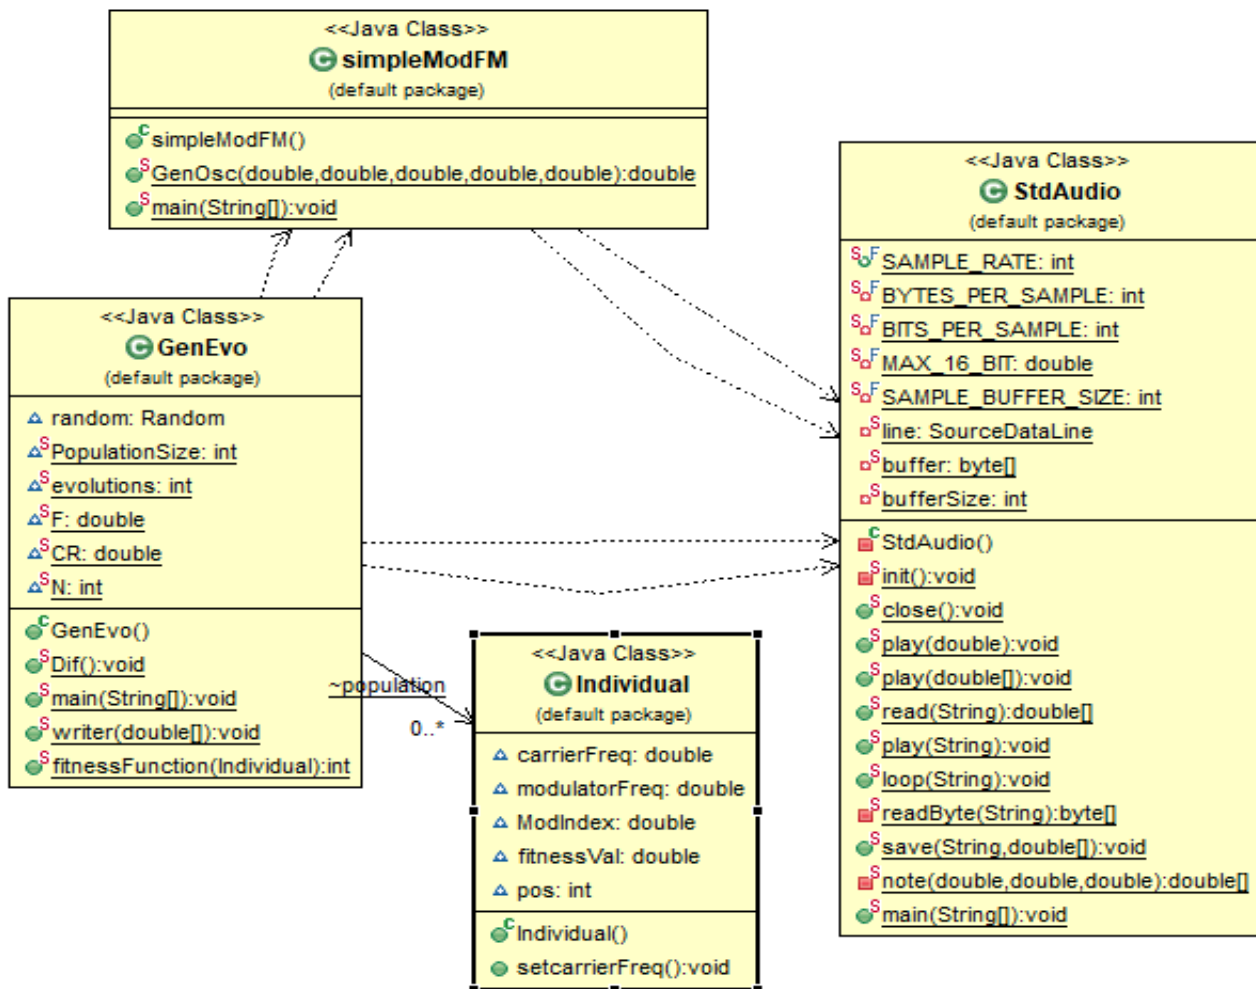 <<Java Class>>
simpleModFM
(default package)
simpleModFM()
GenOsc(double,double,double,double,double):double
main(String[]):void
<<Java Class>>
GenEvo
(default package)
random: Random
PopulationSize: int
evolutions: int
F: double
CR: double
N: int
GenEvo()
Dif():void
main(String[]):void
writer(double[]):void
fitnessFunction(Individual):int
~population
0..*
<<Java Class>>
Individual
(default package)
carrierFreq: double
modulatorFreq: double
ModIndex: double
fitnessVal: double
pos: int
Individual()
setcarrierFreq():void
<<Java Class>>
StdAudio
(default package)
SAMPLE_RATE: int
BYTES_PER_SAMPLE: int
BITS_PER_SAMPLE: int
MAX_16_BIT: double
SAMPLE_BUFFER_SIZE: int
line: SourceDataLine
buffer: byte[]
bufferSize: int
StdAudio()
init():void
close():void
play(double):void
play(double[]):void
read(String):double[]
play(String):void
loop(String):void
readByte(String):byte[]
save(String,double[]):void
note(double,double,double):double[]
main(String[]):void